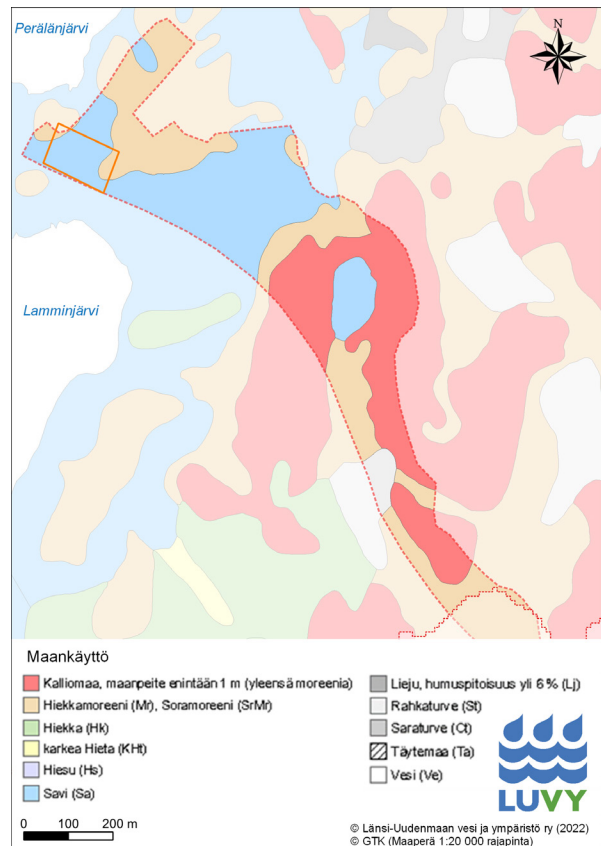 Perälänjärvi
N
Lamminjärvi
Maankäyttö
Kalliomaa, maanpeite enintään 1 m (yleensä moreenia)
Hiekkamoreeni (Mr), Soramoreeni (SrMr)
Hiekka (Hk)
karkea Hieta (KHt)
Hiesu (Hs)
Savi (Sa)
Lieju, humuspitoisuus yli 6 % (Lj)
Rahkaturve (St)
Saraturve (Ct)
Täytemaa (Ta)
Vesi (Ve)
LUVY
0 100 200 m
© Länsi-Uudenmaan vesi ja ympäristö ry (2022)
© GTK (Maaperä 1:20 000 rajapinta)